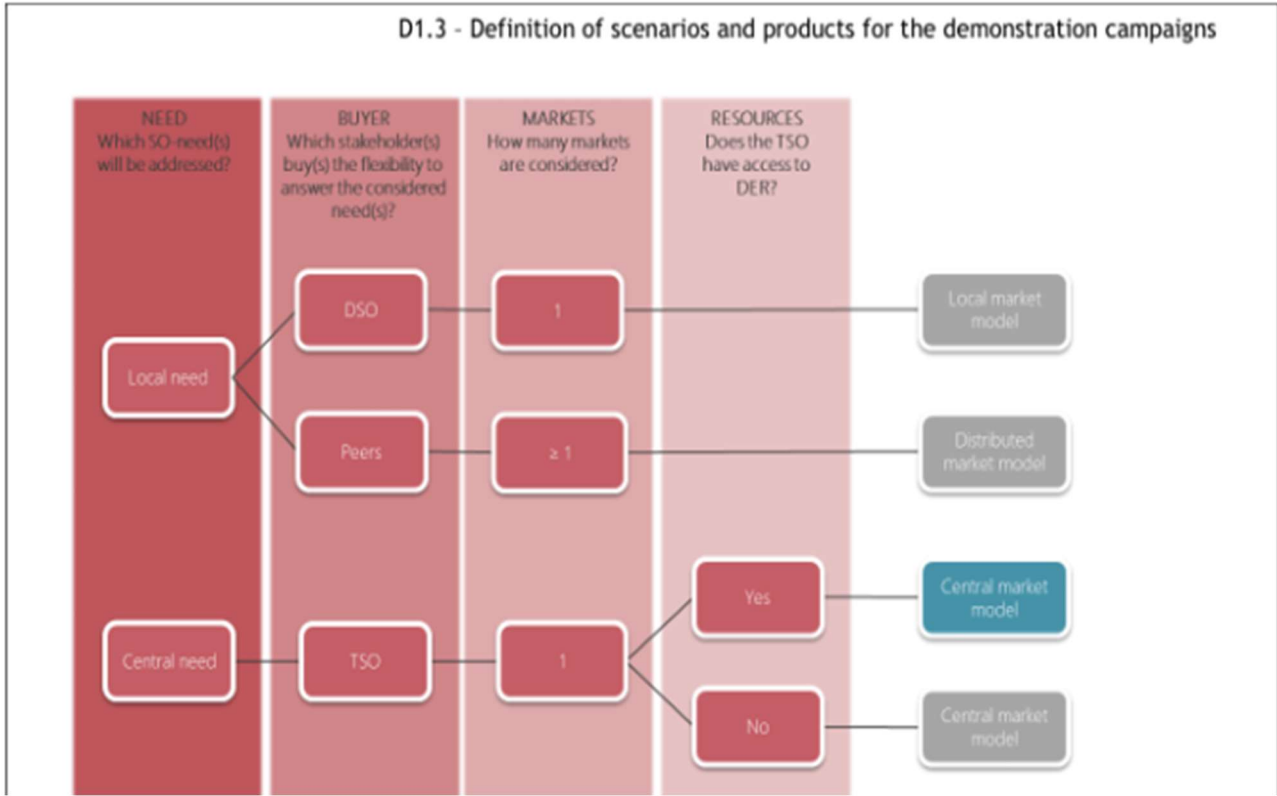 D1.3 - Definition of scenarios and products for the demonstration campaigns
NEED
Which SO-need(s)
will be addressed?
BUYER
Which stakeholder(s)
buy(s) the flexibility to
answer the considered
need(s)?
MARKETS
How many markets
are considered?
RESOURCES
Does the TSO
have access to
DER?
Local need
DSO
1
Local market
model
Peers
≥ 1
Distributed
market model
Central need
TSO
1
Yes
Central market
model
No
Central market
model